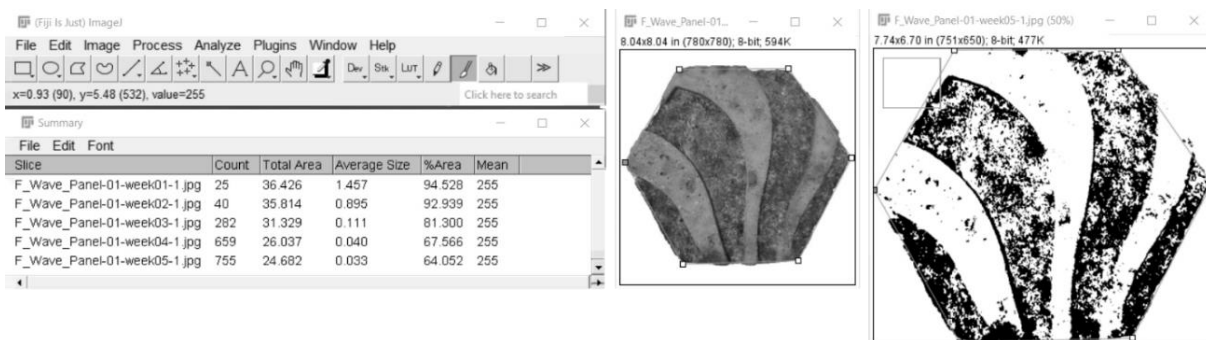 (Fiji Is Just) ImageJ
File Edit Image Process Analyze Plugins Window Help
Dev. Stk. LUT
x=0.93 (90), y=5.48 (532), value=255
Click here to search
Summary
File Edit Font
Slice Count Total Area Average Size %Area Mean
F_Wave_Panel-01-week01-1.jpg 25 36.426 1.457 94.528 255
F_Wave_Panel-01-week02-1.jpg 40 35.814 0.895 92.939 255
F_Wave_Panel-01-week03-1.jpg 282 31.329 0.111 81.300 255
F_Wave_Panel-01-week04-1.jpg 659 26.037 0.040 67.566 255
F_Wave_Panel-01-week05-1.jpg 755 24.682 0.033 64.052 255
F_Wave_Panel-01...
8.04x8.04 in (780x780); 8-bit; 594K
F_Wave_Panel-01-week05-1.jpg (50%)
7.74x6.70 in (751x650); 8-bit; 477K